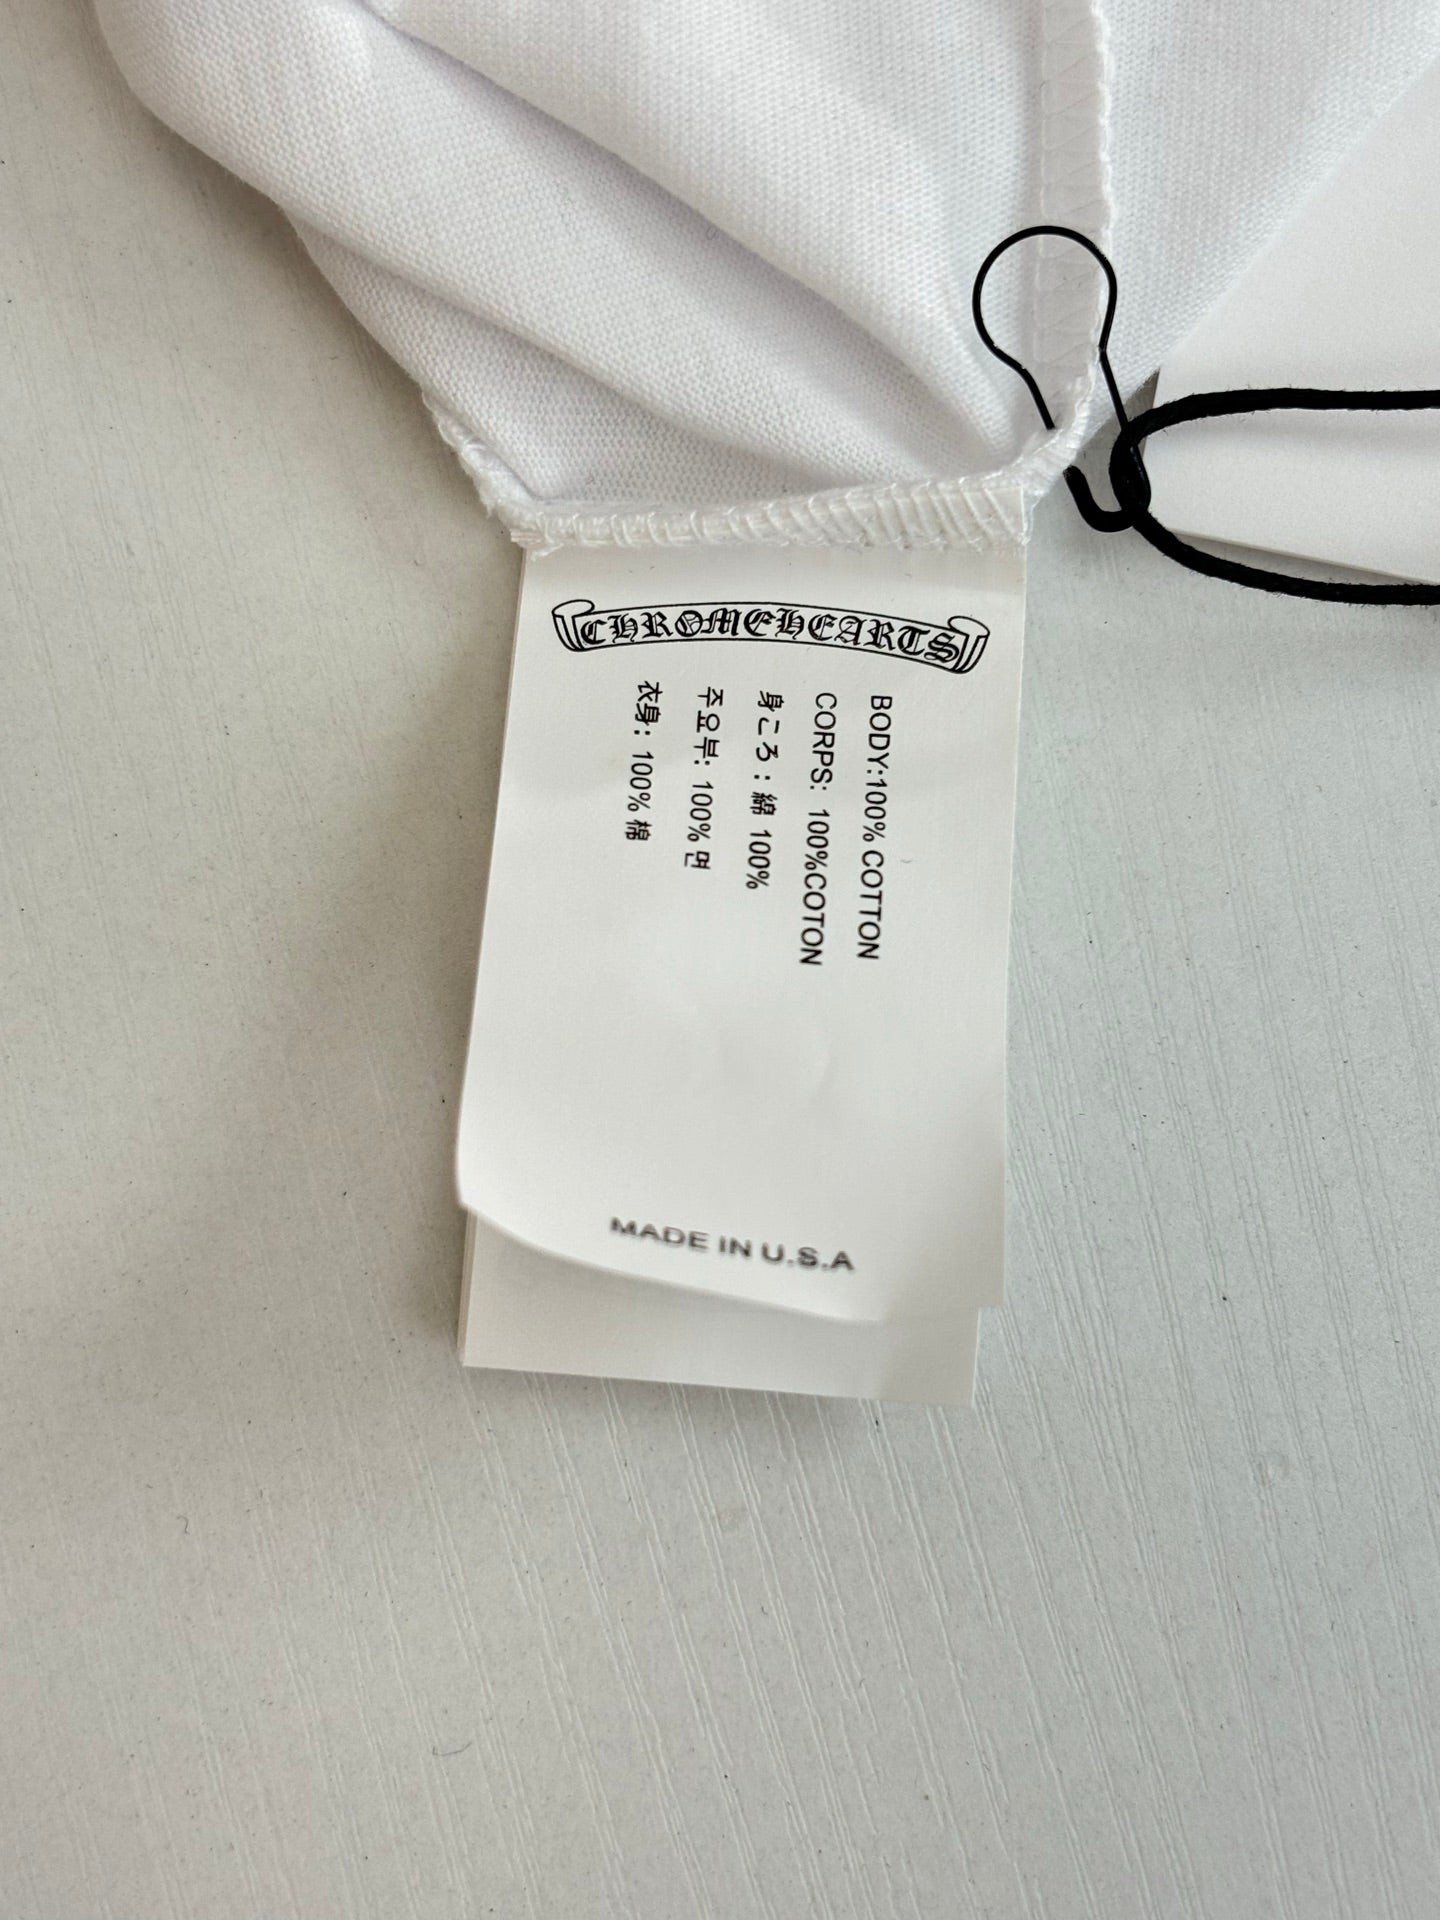 CHROMEHEARTS
BODY:100% COTTON
CORPS: 100%COTON
身ころ : 綿 100%
주요부: 100% 면
衣身: 100% 棉
MADE IN U.S.A